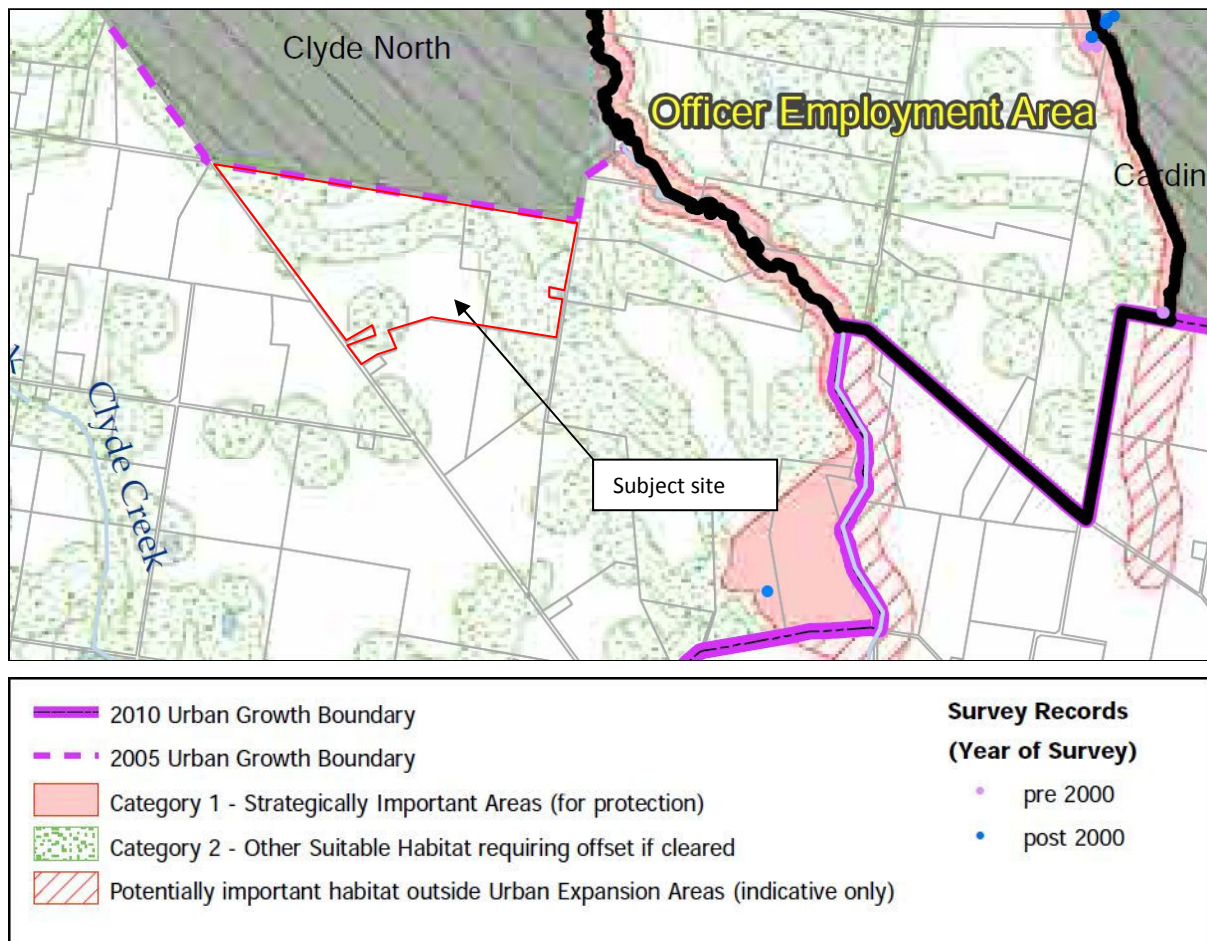 Clyde North
Officer Employment Area
Cardin
k
Clyde Creek
Subject site
2010 Urban Growth Boundary
2005 Urban Growth Boundary
Category 1 - Strategically Important Areas (for protection)
Category 2 - Other Suitable Habitat requiring offset if cleared
Potentially important habitat outside Urban Expansion Areas (indicative only)
Survey Records
(Year of Survey)
pre 2000
post 2000